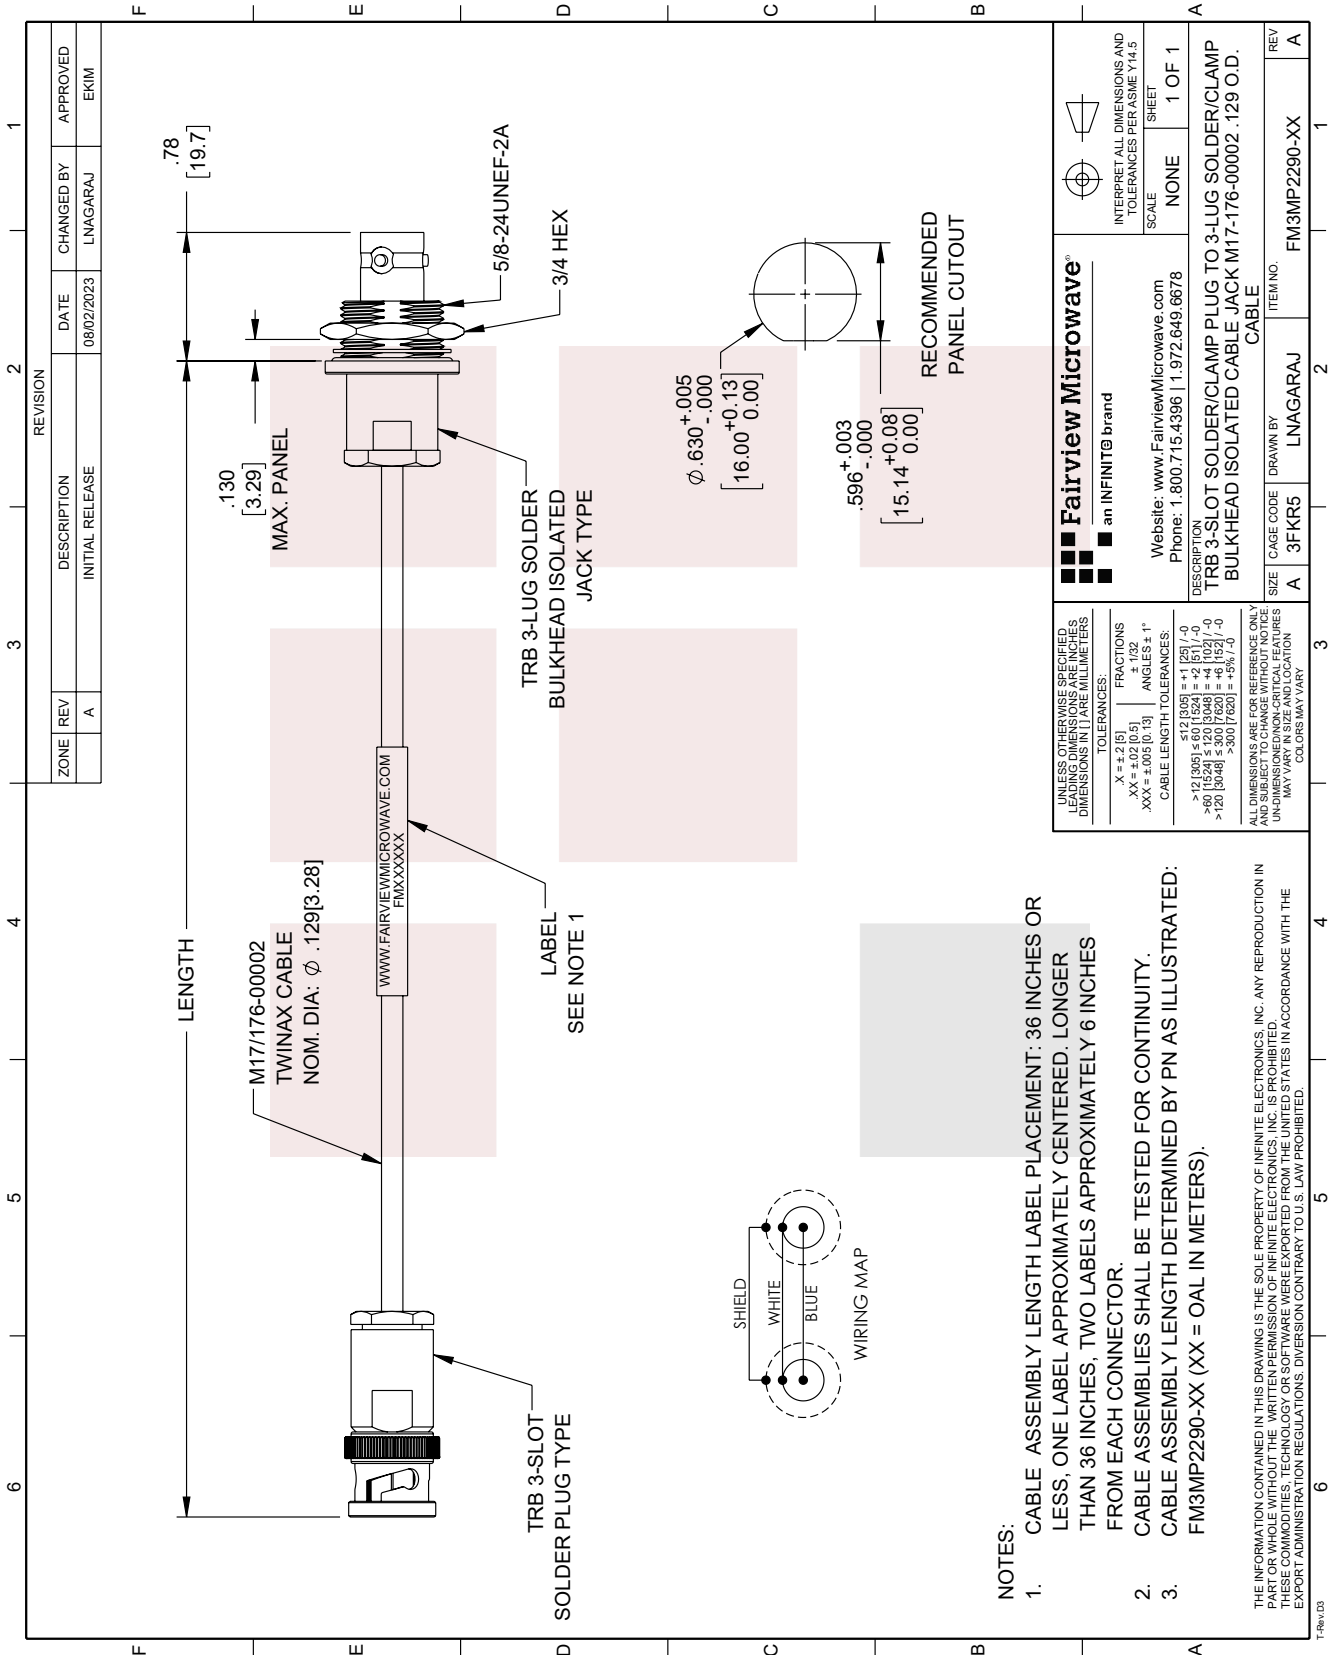 REVISION
ZONE REV DESCRIPTION DATE CHANGED BY APPROVED
A INITIAL RELEASE 08/02/2023 LNAGARAJ EKIM
6 5 4 3 2 1
F
E
D
C
B
A
LENGTH
.78
[19.7]
.130
[3.29]
MAX. PANEL
M17/176-00002
TWINAX CABLE
NOM. DIA: Ø .129[3.28]
WWW.FAIRVIEWMICROWAVE.COM
FMXXXXXX
5/8-24UNEF-2A
3/4 HEX
TRB 3-SLOT
SOLDER PLUG TYPE
LABEL
SEE NOTE 1
TRB 3-LUG SOLDER
BULKHEAD ISOLATED
JACK TYPE
SHIELD
WHITE
BLUE
WIRING MAP
Ø .630 +.005 -.000
[16.00 +0.13 0.00]
.596 +.003 -.000
[15.14 +0.08 0.00]
RECOMMENDED
PANEL CUTOUT
NOTES:
1. CABLE ASSEMBLY LENGTH LABEL PLACEMENT: 36 INCHES OR
LESS, ONE LABEL APPROXIMATELY CENTERED. LONGER
THAN 36 INCHES, TWO LABELS APPROXIMATELY 6 INCHES
FROM EACH CONNECTOR.
2. CABLE ASSEMBLIES SHALL BE TESTED FOR CONTINUITY.
3. CABLE ASSEMBLY LENGTH DETERMINED BY PN AS ILLUSTRATED:
FM3MP2290-XX (XX = OAL IN METERS).
THE INFORMATION CONTAINED IN THIS DRAWING IS THE SOLE PROPERTY OF INFINITE ELECTRONICS, INC. ANY REPRODUCTION IN
PART OR WHOLE WITHOUT THE WRITTEN PERMISSION OF INFINITE ELECTRONICS, INC. IS PROHIBITED.
THESE COMMODITIES, TECHNOLOGY OR SOFTWARE WERE EXPORTED FROM THE UNITED STATES IN ACCORDANCE WITH THE
EXPORT ADMINISTRATION REGULATIONS. DIVERSION CONTRARY TO U.S. LAW PROHIBITED.
UNLESS OTHERWISE SPECIFIED
LEADING DIMENSIONS ARE INCHES
DIMENSIONS IN [ ] ARE MILLIMETERS
TOLERANCES:
.X = ±.2 [5]
.XX = ±.02 [0.5]
.XXX = ±.005 [0.13]
FRACTIONS
± 1/32
ANGLES ± 1°
CABLE LENGTH TOLERANCES:
≤12 [305] = +1 [25] / -0
>12 [305] ≤ 60 [1524] = +2 [51] / -0
>60 [1524] ≤ 120 [3048] = +4 [102] / -0
>120 [3048] ≤ 300 [7620] = +6 [152] / -0
>300 [7620] = +5% / -0
ALL DIMENSIONS ARE FOR REFERENCE ONLY
AND SUBJECT TO CHANGE WITHOUT NOTICE.
UN-DIMENSIONED/NON-CRITICAL FEATURES
MAY VARY IN SIZE AND LOCATION
COLORS MAY VARY
Fairview Microwave®
an INFINIT℮ brand
Website: www.FairviewMicrowave.com
Phone: 1.800.715.4396 | 1.972.649.6678
INTERPRET ALL DIMENSIONS AND
TOLERANCES PER ASME Y14.5
SCALE
NONE
SHEET
1 OF 1
DESCRIPTION
TRB 3-SLOT SOLDER/CLAMP PLUG TO 3-LUG SOLDER/CLAMP
BULKHEAD ISOLATED CABLE JACK M17-176-00002 .129 O.D.
CABLE
SIZE
A
CAGE CODE
3FKR5
DRAWN BY
LNAGARAJ
ITEM NO.
FM3MP2290-XX
REV
A
6 5 4 3 2 1
F
E
D
C
B
A
T-Rev.D3